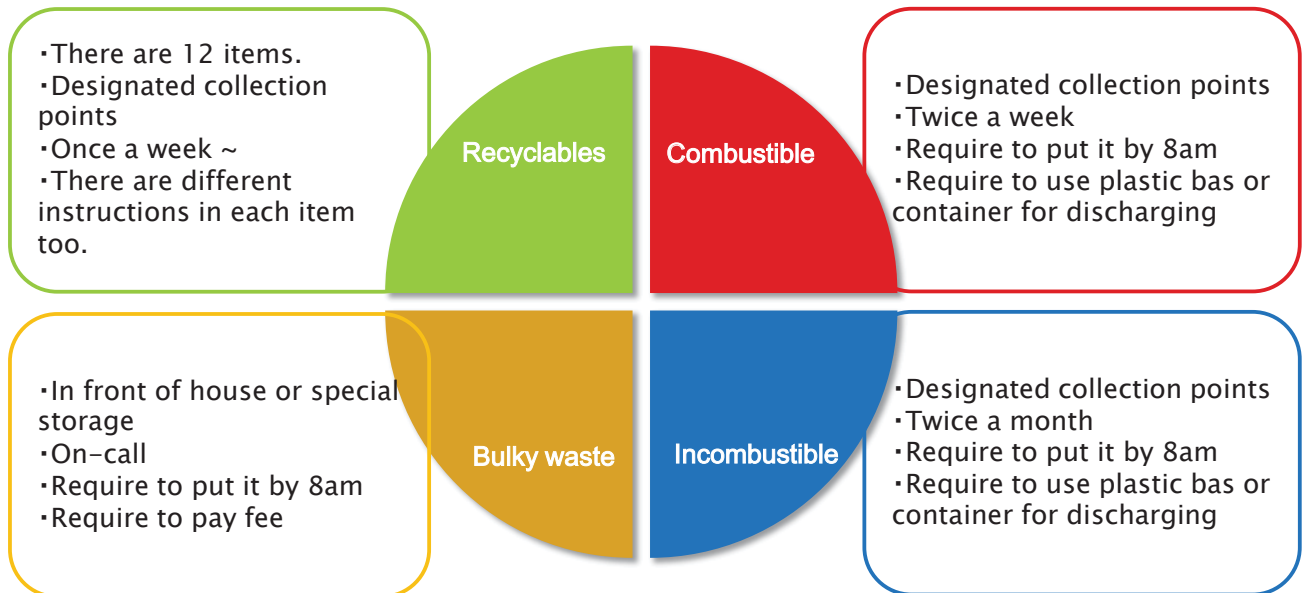 ・There are 12 items.
・Designated collection
points
・Once a week ~
・There are different
instructions in each item
too.
Recyclables
Combustible
・Designated collection points
・Twice a week
・Require to put it by 8am
・Require to use plastic bas or
container for discharging
・In front of house or special
storage
・On-call
・Require to put it by 8am
・Require to pay fee
Bulky waste
Incombustible
・Designated collection points
・Twice a month
・Require to put it by 8am
・Require to use plastic bas or
container for discharging